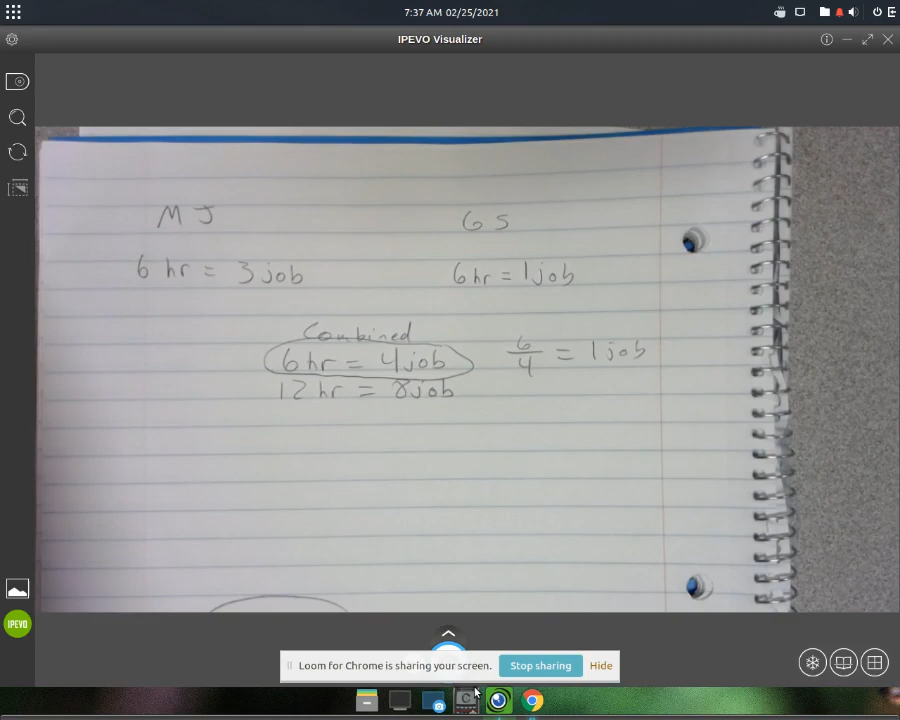 7:37 AM 02/25/2021
IPEVO Visualizer
M J
G S
6 hr = 3 job
6 hr = 1 job
Combined
6 hr = 4 job
6/4 = 1 job
12 hr = 8 job
IPEVO
Loom for Chrome is sharing your screen.
Stop sharing
Hide